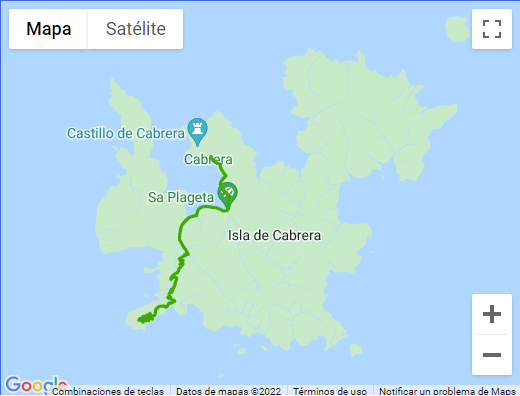 Mapa Satélite
Castillo de Cabrera
Cabrera
Sa Plageta
Isla de Cabrera
Google
Combinaciones de teclas Datos de mapas ©2022 Términos de uso Notificar un problema de Maps